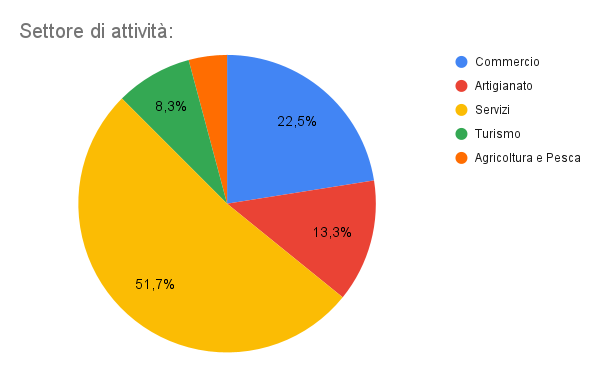 Settore di attività:
Commercio
Artigianato
Servizi
Turismo
Agricoltura e Pesca
8,3%
22,5%
13,3%
51,7%